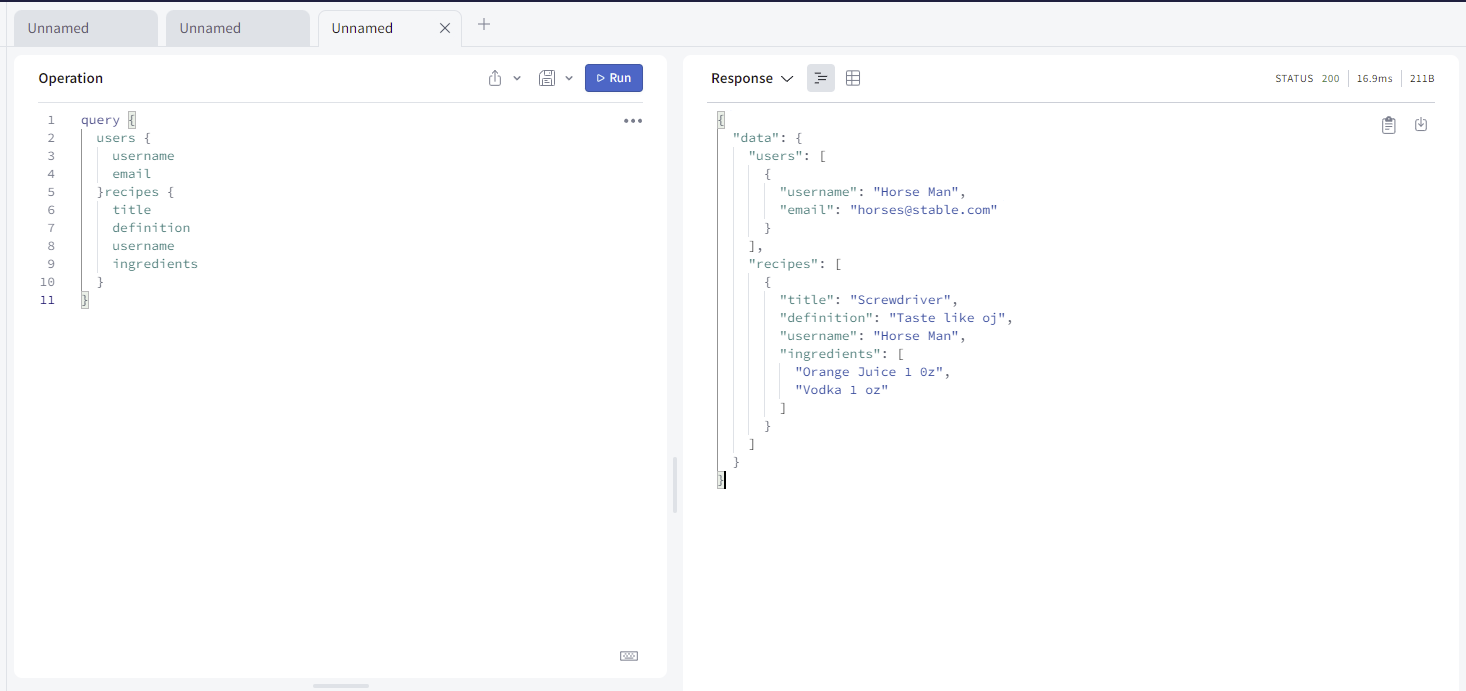 Unnamed Unnamed Unnamed
Operation
Run
1 query {
2 users {
3 username
4 email
5 }recipes {
6 title
7 definition
8 username
9 ingredients
10 }
11 }
Response
STATUS 200 16.9ms 211B
{
"data": {
"users": [
{
"username": "Horse Man",
"email": "horses@stable.com"
}
],
"recipes": [
{
"title": "Screwdriver",
"definition": "Taste like oj",
"username": "Horse Man",
"ingredients": [
"Orange Juice 1 0z",
"Vodka 1 oz"
]
}
]
}
}